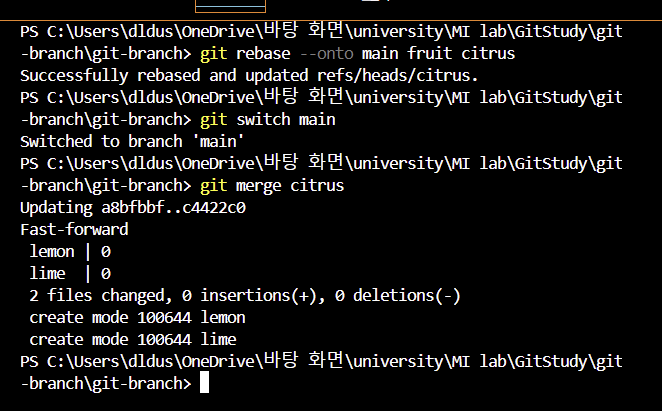 PS C:\Users\dldus\OneDrive\바탕 화면\university\MI lab\GitStudy\git
-branch\git-branch> git rebase --onto main fruit citrus
Successfully rebased and updated refs/heads/citrus.
PS C:\Users\dldus\OneDrive\바탕 화면\university\MI lab\GitStudy\git
-branch\git-branch> git switch main
Switched to branch 'main'
PS C:\Users\dldus\OneDrive\바탕 화면\university\MI lab\GitStudy\git
-branch\git-branch> git merge citrus
Updating a8bfbbf..c4422c0
Fast-forward
 lemon | 0
 lime  | 0
 2 files changed, 0 insertions(+), 0 deletions(-)
 create mode 100644 lemon
 create mode 100644 lime
PS C:\Users\dldus\OneDrive\바탕 화면\university\MI lab\GitStudy\git
-branch\git-branch>